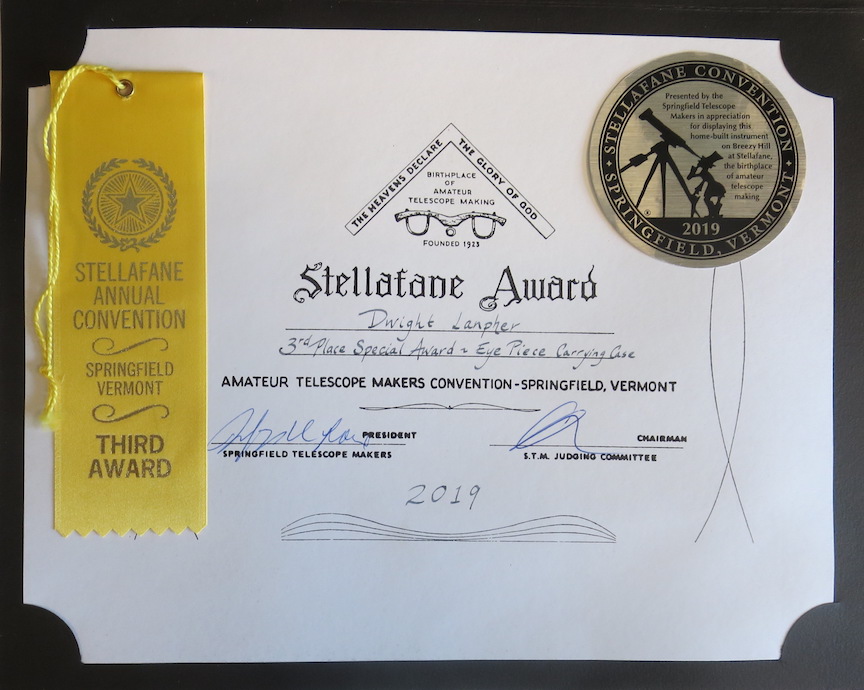 STELLAFANE
ANNUAL
CONVENTION
SPRINGFIELD
VERMONT
THIRD
AWARD
THE HEAVENS DECLARE THE GLORY OF GOD
BIRTHPLACE
OF
AMATEUR
TELESCOPE MAKING
FOUNDED 1923
STELLAFANE CONVENTION
Presented by the
Springfield Telescope
Makers in appreciation
for displaying this
home-built instrument
on Breezy Hill
at Stellafane,
the birthplace
of amateur
telescope
making
®
2019
SPRINGFIELD, VERMONT
Stellafane Award
Dwight Lanpher
3rd Place Special Award ~ Eye Piece Carrying Case
AMATEUR TELESCOPE MAKERS CONVENTION-SPRINGFIELD, VERMONT
PRESIDENT
SPRINGFIELD TELESCOPE MAKERS
CHAIRMAN
S.T.M. JUDGING COMMITTEE
2019